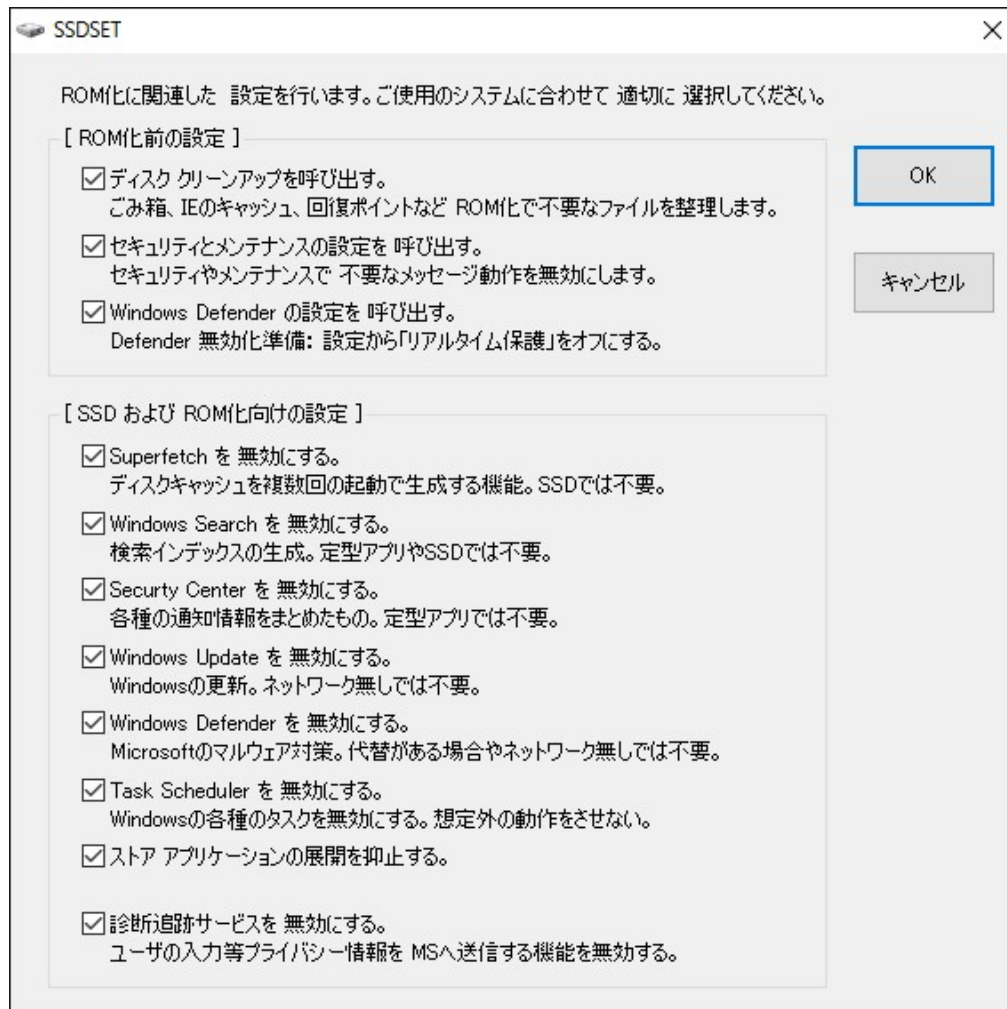 SSDSET
ROM化に関連した 設定を行います。ご使用のシステムに合わせて 適切に 選択してください。
[ ROM化前の設定 ]
OK
ディスク クリーンアップを呼び出す。
ごみ箱、IEのキャッシュ、回復ポイントなど ROM化で不要なファイルを整理します。
セキュリティとメンテナンスの設定を 呼び出す。
セキュリティやメンテナンスで 不要なメッセージ動作を無効にします。
キャンセル
Windows Defender の設定を 呼び出す。
Defender 無効化準備: 設定から「リアルタイム保護」をオフにする。
[ SSD および ROM化向けの設定 ]
Superfetch を 無効にする。
ディスクキャッシュを複数回の起動で生成する機能。SSDでは不要。
Windows Search を 無効にする。
検索インデックスの生成。定型アプリやSSDでは不要。
Securty Center を 無効にする。
各種の通知情報をまとめたもの。定型アプリでは不要。
Windows Update を 無効にする。
Windowsの更新。ネットワーク無しでは不要。
Windows Defender を 無効にする。
Microsoftのマルウェア対策。代替がある場合やネットワーク無しでは不要。
Task Scheduler を 無効にする。
Windowsの各種のタスクを無効にする。想定外の動作をさせない。
ストア アプリケーションの展開を抑止する。
診断追跡サービスを 無効にする。
ユーザの入力等プライバシー情報を MSへ送信する機能を無効する。